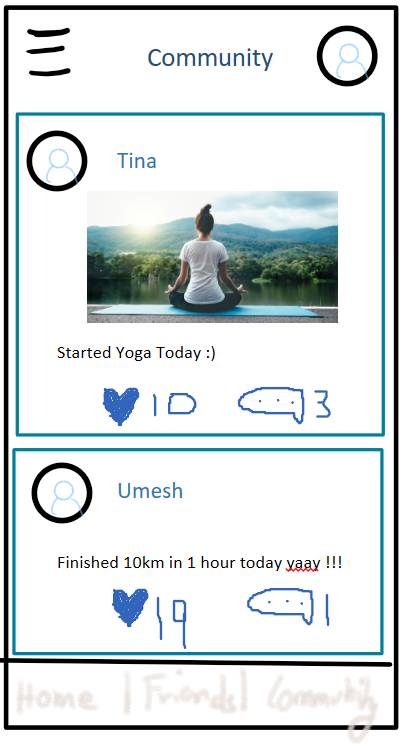 Community
Tina
Started Yoga Today :)
10 3
Umesh
Finished 10km in 1 hour today yaay !!!
19 1
Home | Friends | Community